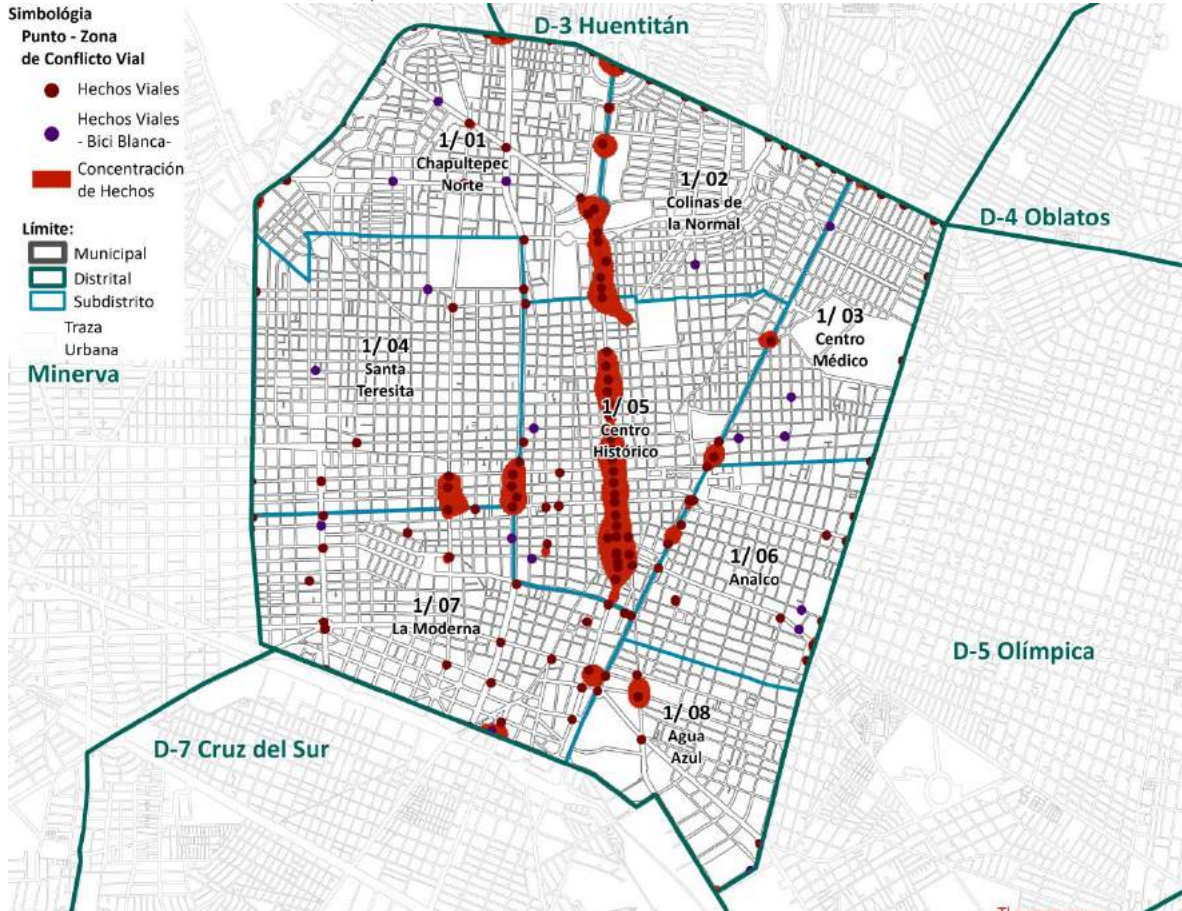 Simbológia
Punto - Zona
de Conflicto Vial
Hechos Viales
Hechos Viales
- Bici Blanca-
Concentración
de Hechos
Límite:
Municipal
Distrital
Subdistrito
Traza
Urbana
Minerva
D-3 Huentitán
D-4 Oblatos
D-5 Olímpica
D-7 Cruz del Sur
1/ 01
Chapultepec
Norte
1/ 02
Colinas de
la Normal
1/ 03
Centro
Médico
1/ 04
Santa
Teresita
1/ 05
Centro
Histórico
1/ 06
Analco
1/ 07
La Moderna
1/ 08
Agua
Azul